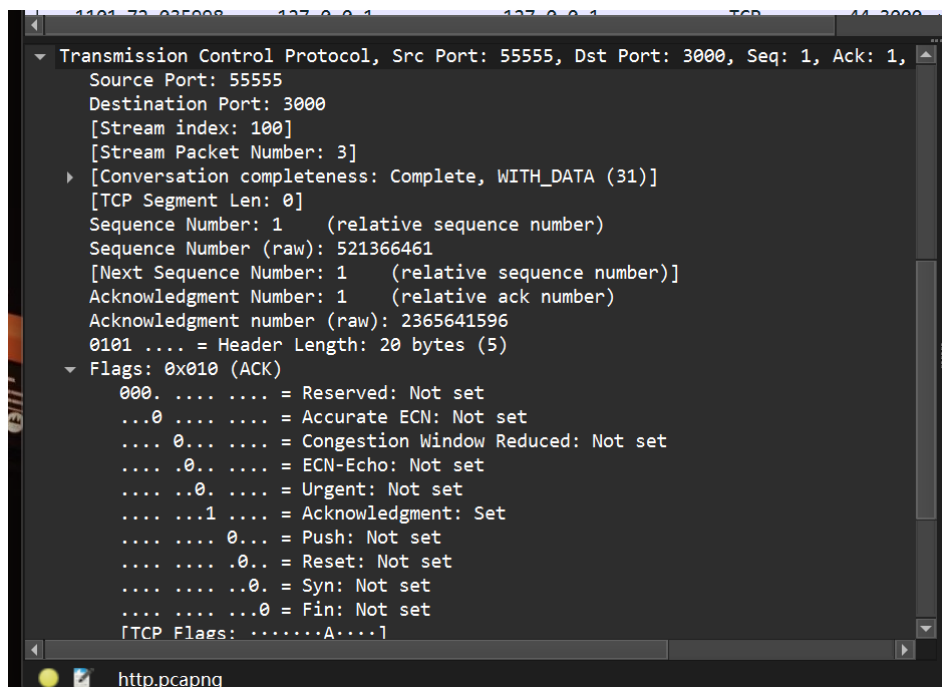 Transmission Control Protocol, Src Port: 55555, Dst Port: 3000, Seq: 1, Ack: 1,
Source Port: 55555
Destination Port: 3000
[Stream index: 100]
[Stream Packet Number: 3]
[Conversation completeness: Complete, WITH_DATA (31)]
[TCP Segment Len: 0]
Sequence Number: 1    (relative sequence number)
Sequence Number (raw): 521366461
[Next Sequence Number: 1    (relative sequence number)]
Acknowledgment Number: 1    (relative ack number)
Acknowledgment number (raw): 2365641596
0101 .... = Header Length: 20 bytes (5)
Flags: 0x010 (ACK)
000. .... .... = Reserved: Not set
...0 .... .... = Accurate ECN: Not set
.... 0... .... = Congestion Window Reduced: Not set
.... .0.. .... = ECN-Echo: Not set
.... ..0. .... = Urgent: Not set
.... ...1 .... = Acknowledgment: Set
.... .... 0... = Push: Not set
.... .... .0.. = Reset: Not set
.... .... ..0. = Syn: Not set
.... .... ...0 = Fin: Not set
[TCP Flags: ·······A····]
http.pcapng